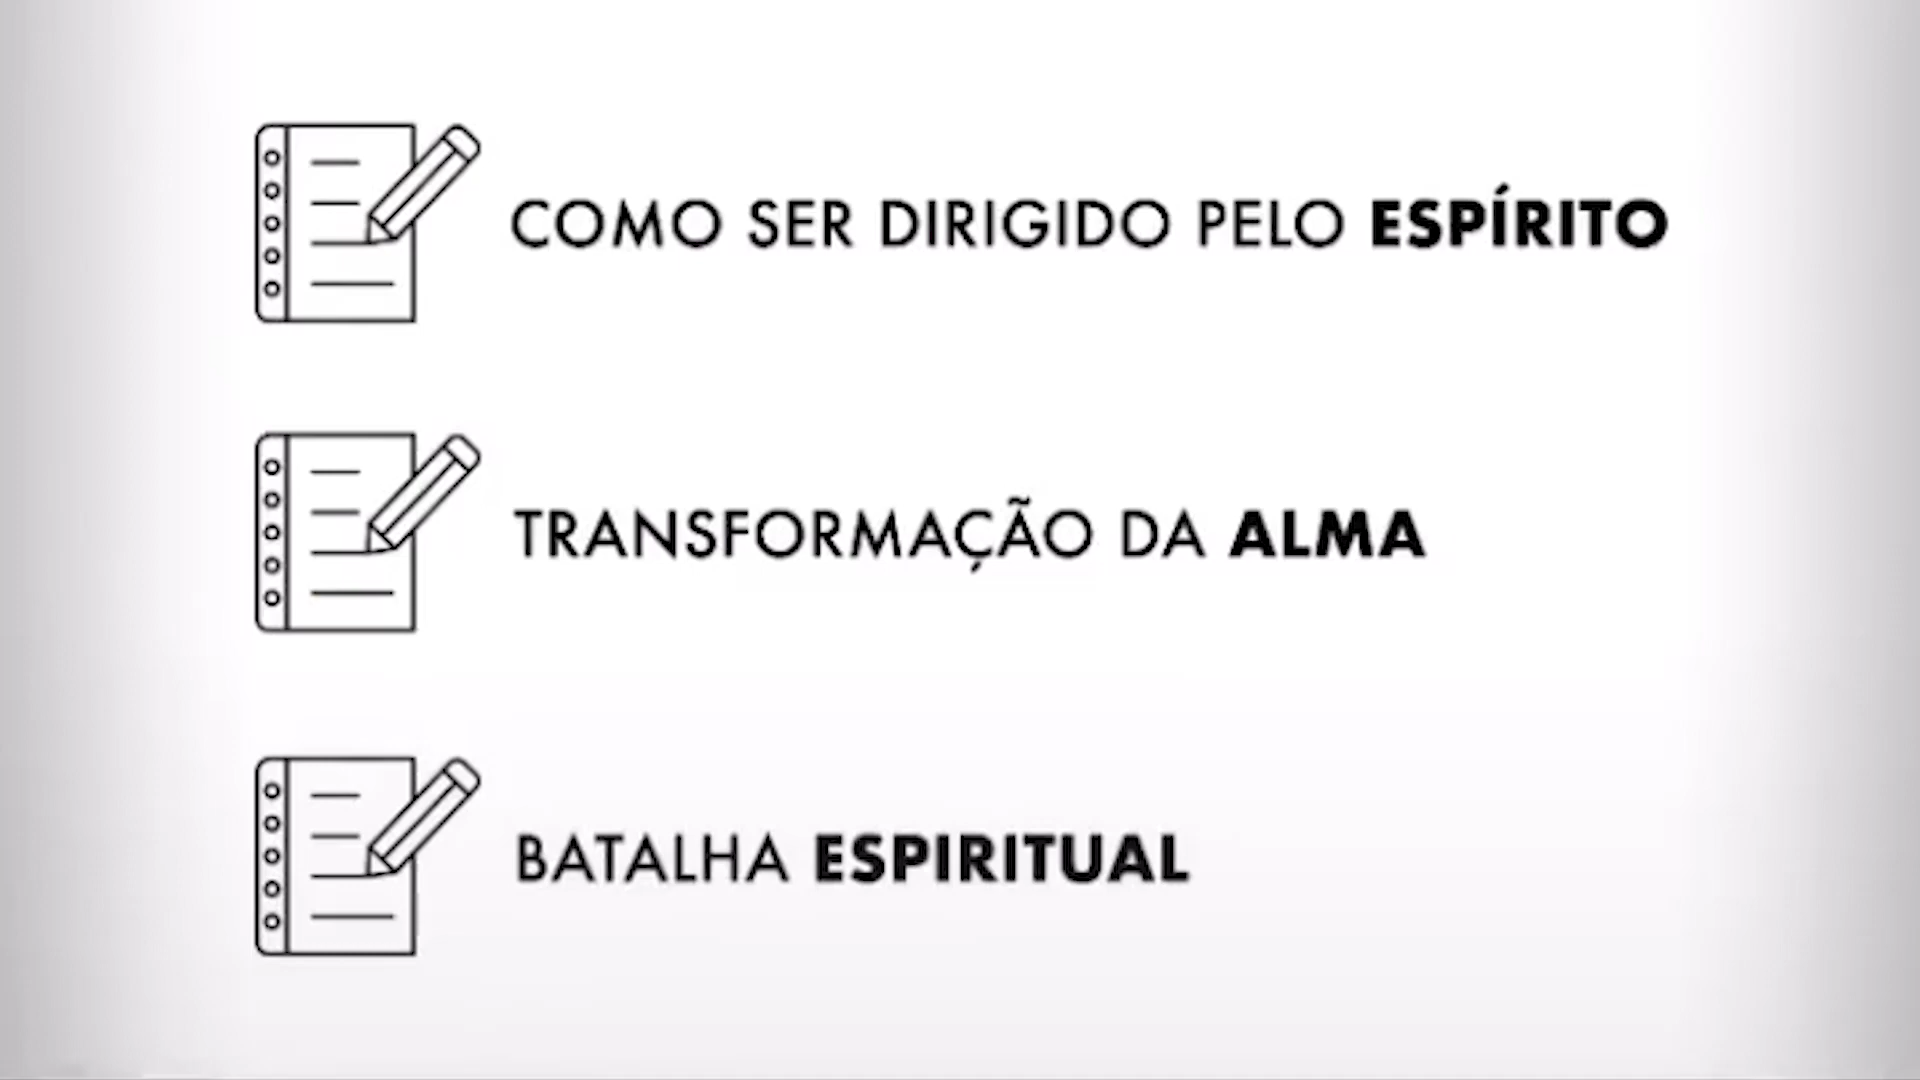 COMO SER DIRIGIDO PELO ESPÍRITO
TRANSFORMAÇÃO DA ALMA
BATALHA ESPIRITUAL